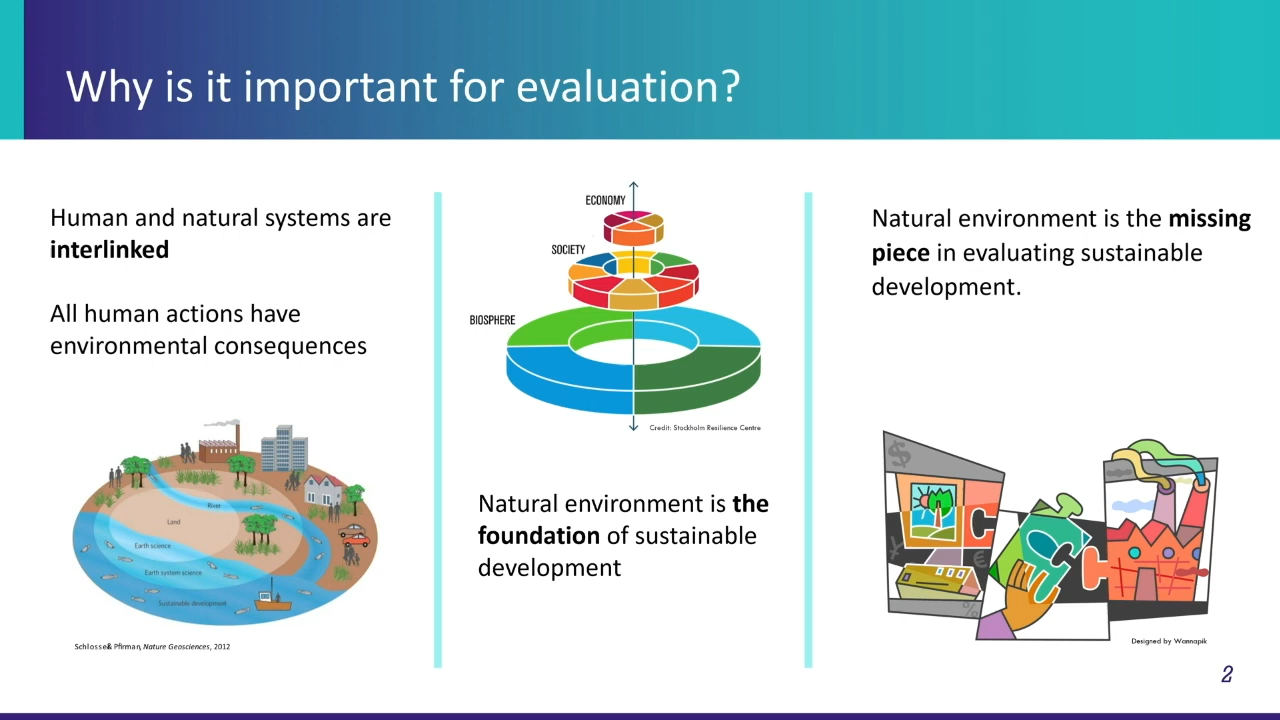 Why is it important for evaluation?
Human and natural systems are
interlinked
All human actions have
environmental consequences
River
Land
Earth science
Earth system science
Sustainable development
Schlosse& Pfirman, Nature Geosciences, 2012
ECONOMY
SOCIETY
BIOSPHERE
Credit: Stockholm Resilience Centre
Natural environment is the
foundation of sustainable
development
Natural environment is the missing
piece in evaluating sustainable
development.
$
¥
€
%
Designed by Wannapik
2